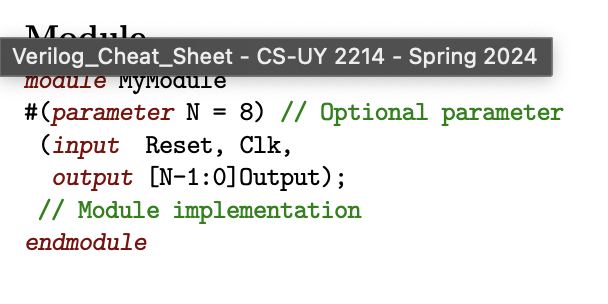 Module
Verilog_Cheat_Sheet - CS-UY 2214 - Spring 2024
module MyModule
#(parameter N = 8) // Optional parameter
(input Reset, Clk,
output [N-1:0]Output);
// Module implementation
endmodule